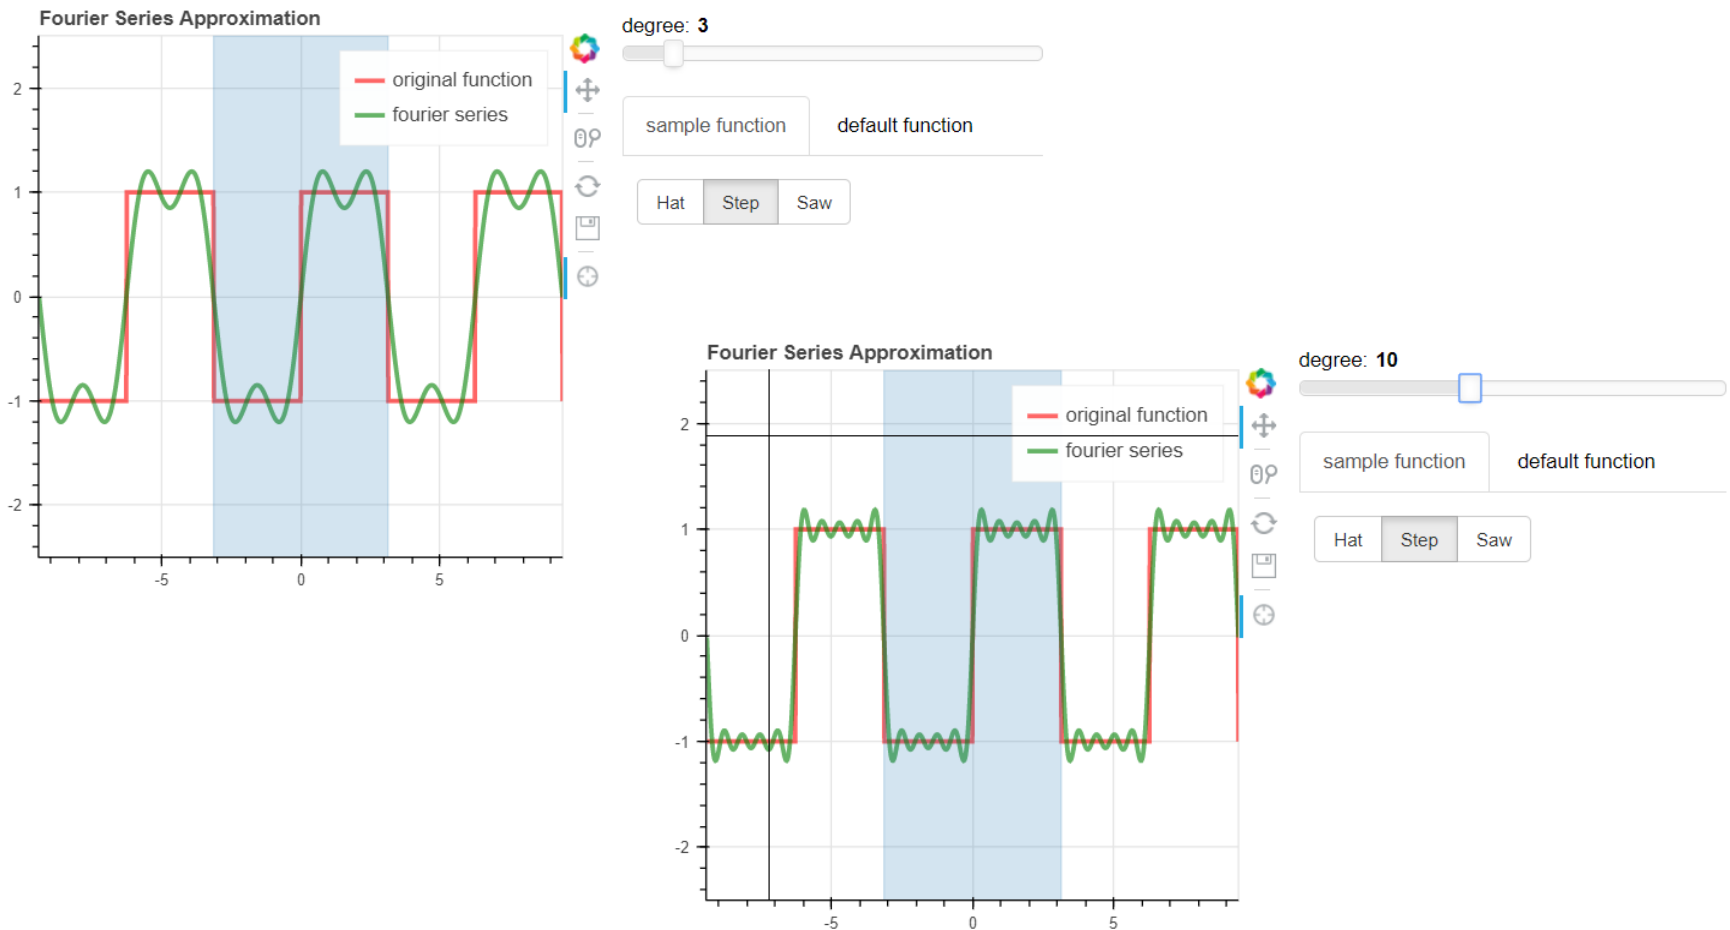 Fourier Series Approximation
original function
fourier series
2
1
0
-1
-2
-5 0 5
degree: 3
sample function default function
Hat Step Saw
Fourier Series Approximation
original function
fourier series
2
1
0
-1
-2
-5 0 5
degree: 10
sample function default function
Hat Step Saw